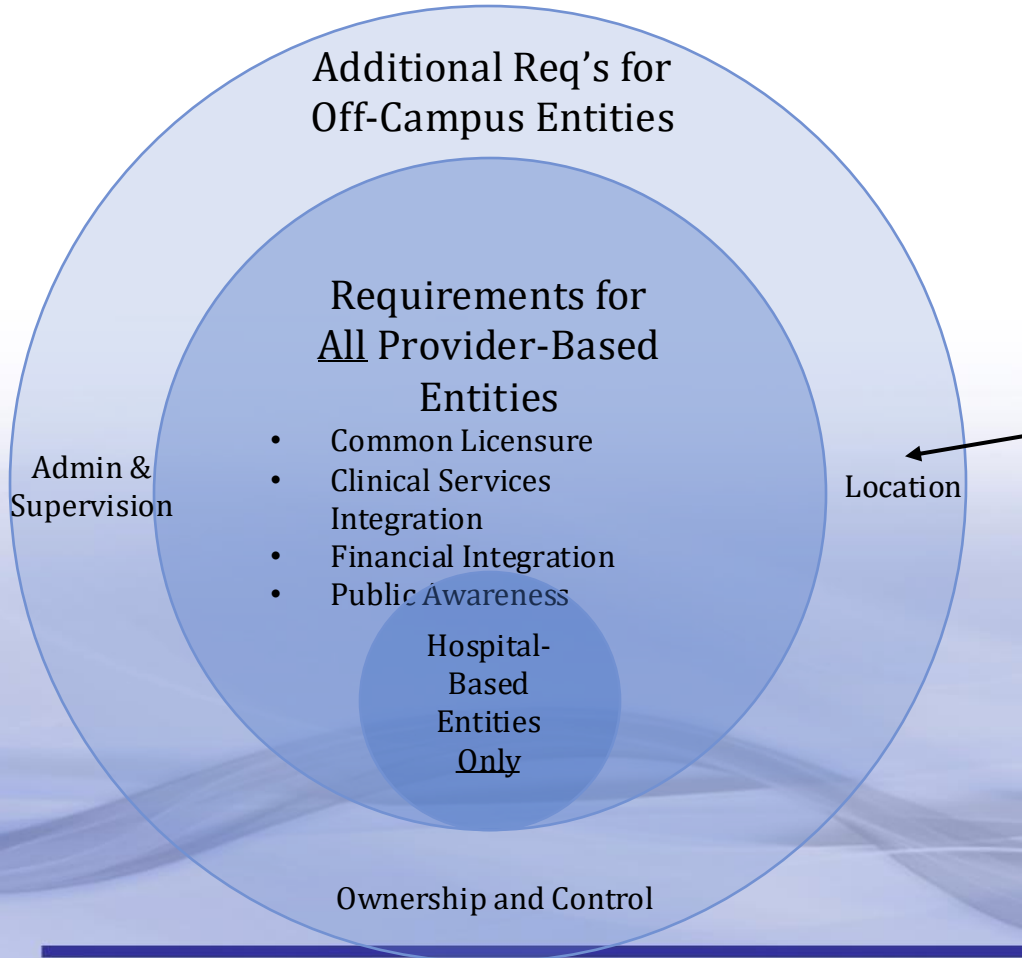 Additional Req’s for
Off-Campus Entities
Requirements for
All Provider-Based
Entities
• Common Licensure
• Clinical Services
Integration
• Financial Integration
• Public Awareness
Admin &
Supervision
Location
Hospital-
Based
Entities
Only
Ownership and Control